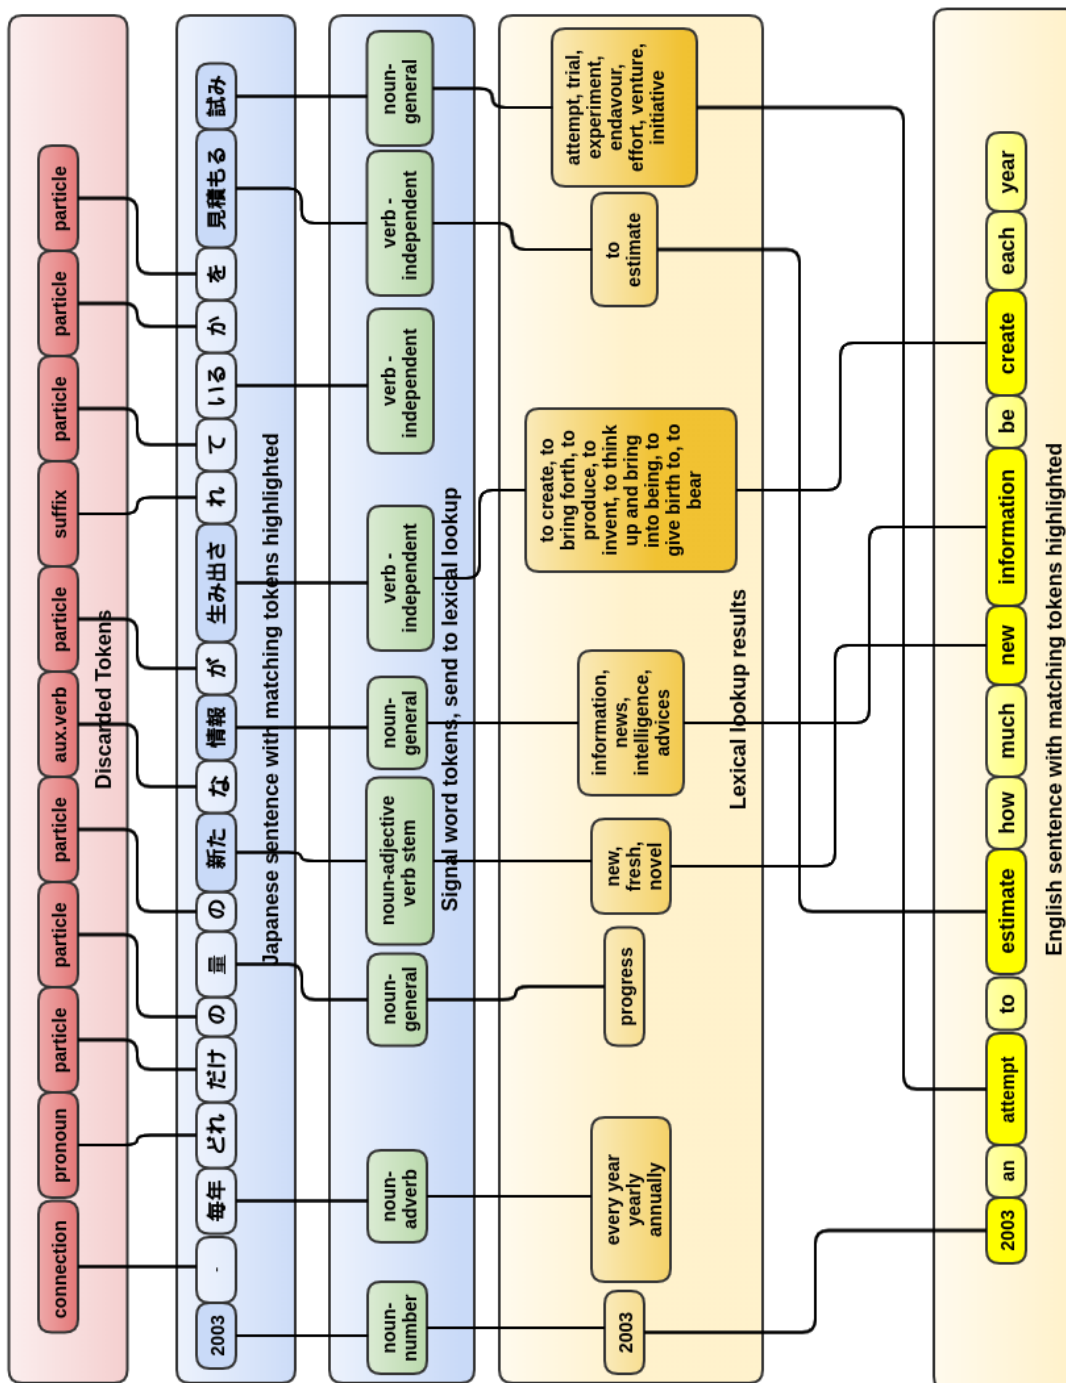 connection
pronoun
particle
particle
particle
aux.verb
particle
suffix
particle
particle
particle
Discarded Tokens
2003
-
毎年
どれ
だけ
の
量
の
新た
な
情報
が
生み出さ
れ
て
いる
か
を
見積もる
試み
Japanese sentence with matching tokens highlighted
noun-
number
noun-
adverb
noun-
general
noun-adjective
verb stem
noun-
general
verb -
independent
verb -
independent
verb -
independent
noun-
general
Signal word tokens, send to lexical lookup
2003
every year
yearly
annually
progress
new,
fresh,
novel
information,
news,
intelligence,
advices
to create, to
bring forth, to
produce, to
invent, to think
up and bring
into being, to
give birth to, to
bear
to
estimate
attempt, trial,
experiment,
endavour,
effort, venture,
initiative
Lexical lookup results
2003
an
attempt
to
estimate
how
much
new
information
be
create
each
year
English sentence with matching tokens highlighted